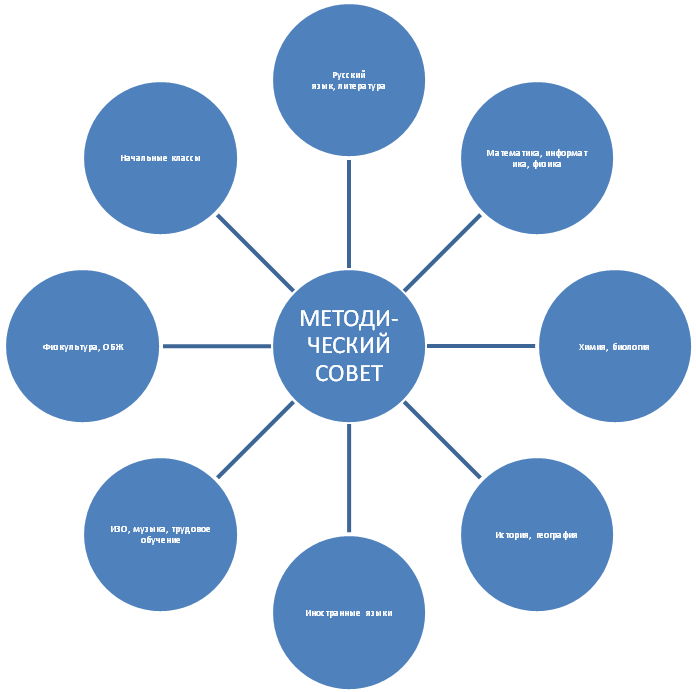 Русский
язык, литература
Математика, информат
ика, физика
Химия, биология
История, география
Иностранные языки
ИЗО, музыка, трудовое
обучение
Физкультура, ОБЖ
Начальные классы
МЕТОДИ-
ЧЕСКИЙ
СОВЕТ